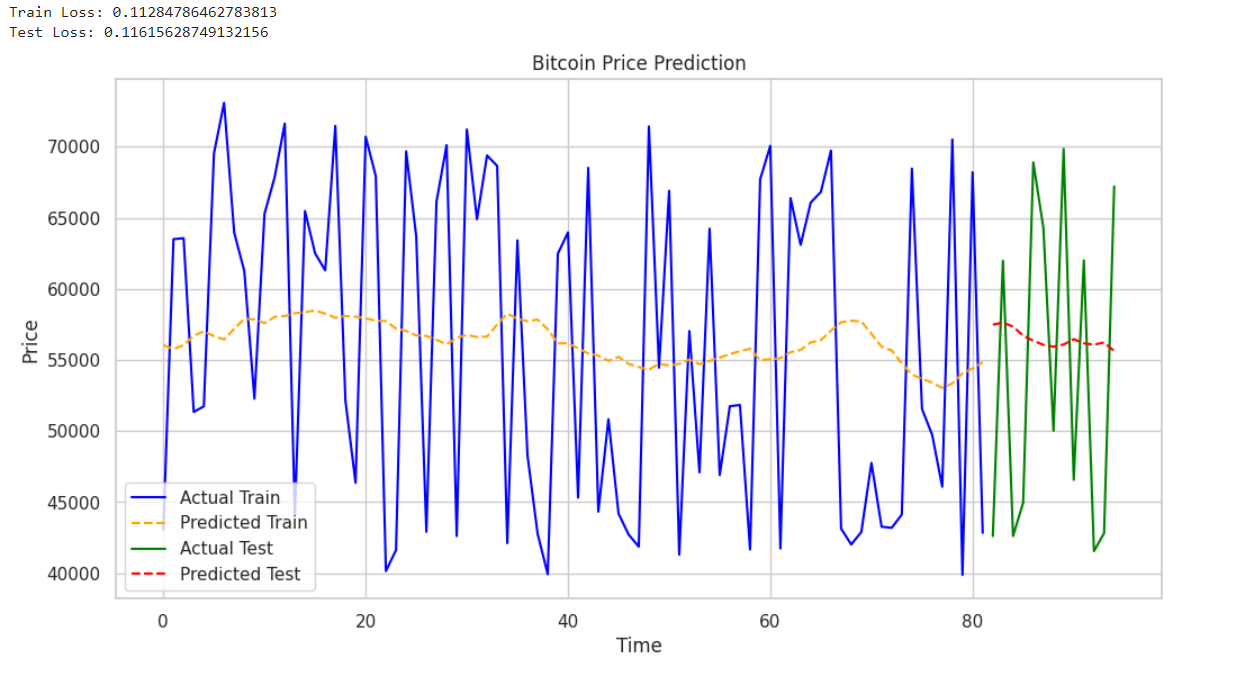 Train Loss: 0.11284786462783813
Test Loss: 0.11615628749132156
Bitcoin Price Prediction
70000
65000
60000
55000
50000
45000
40000
Price
Actual Train
Predicted Train
Actual Test
Predicted Test
0 20 40 60 80
Time